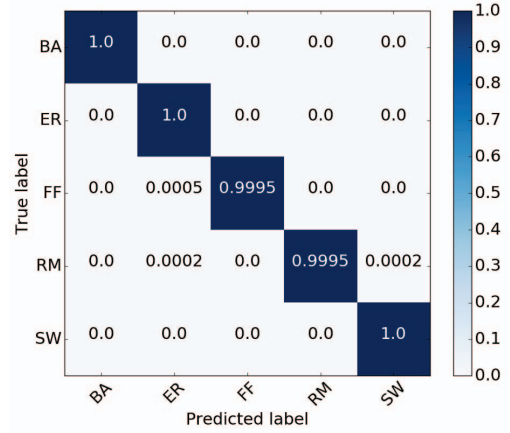 BA 1.0 0.0 0.0 0.0 0.0
ER 0.0 1.0 0.0 0.0 0.0
FF 0.0 0.0005 0.9995 0.0 0.0
RM 0.0 0.0002 0.0 0.9995 0.0002
SW 0.0 0.0 0.0 0.0 1.0
True label
BA ER FF RM SW
Predicted label
1.0
0.9
0.8
0.7
0.6
0.5
0.4
0.3
0.2
0.1
0.0